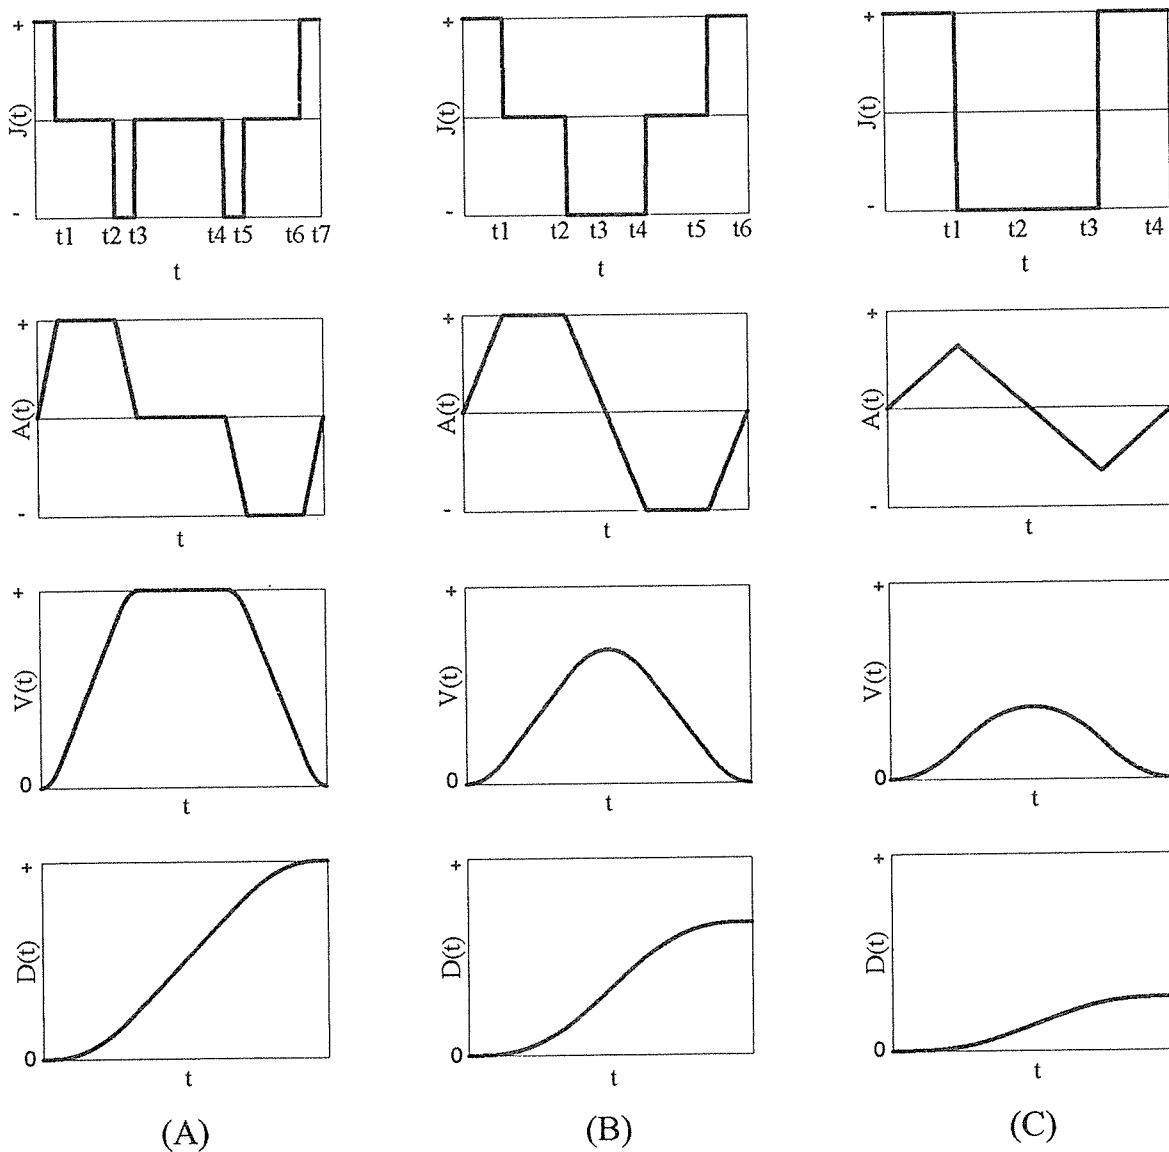 +
J(t)
-
t1 t2 t3 t4 t5 t6 t7
t
+
J(t)
-
t1 t2 t3 t4 t5 t6
t
+
J(t)
-
t1 t2 t3 t4
t
+
A(t)
-
t
+
A(t)
-
t
+
A(t)
-
t
+
V(t)
0
t
+
V(t)
0
t
+
V(t)
0
t
+
D(t)
0
t
+
D(t)
0
t
+
D(t)
0
t
(A) (B) (C)